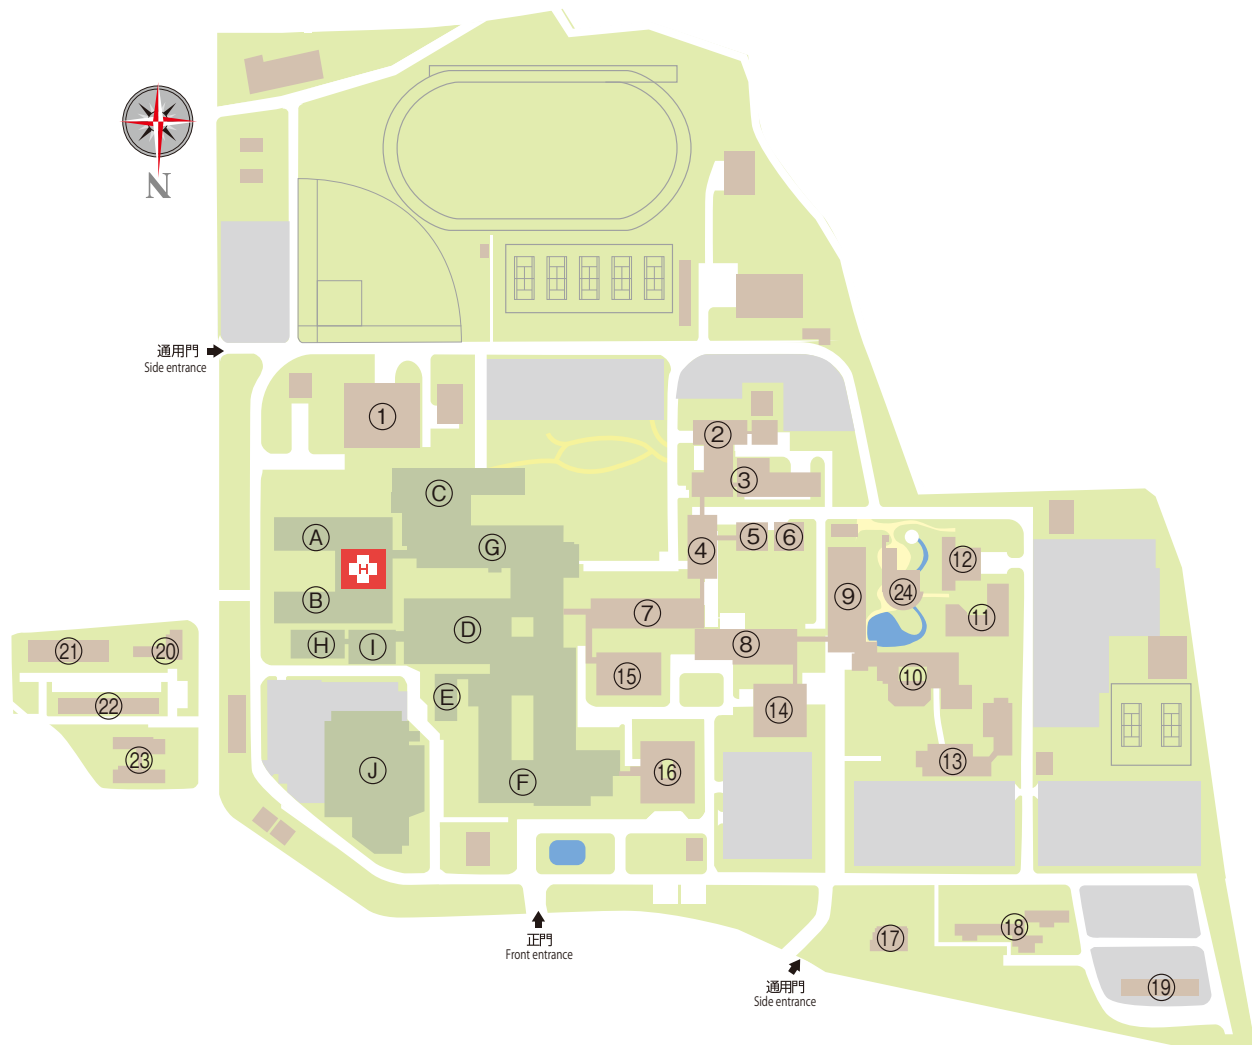 N
通用門
Side entrance
①
②
③
C
A
G
④
⑤
⑥
⑫
H
⑨
㉔
B
⑦
⑪
D
H
I
⑧
㉑
⑳
⑮
⑩
E
㉒
⑭
㉓
J
F
⑯
⑬
正門
Front entrance
⑰
⑱
通用門
Side entrance
⑲